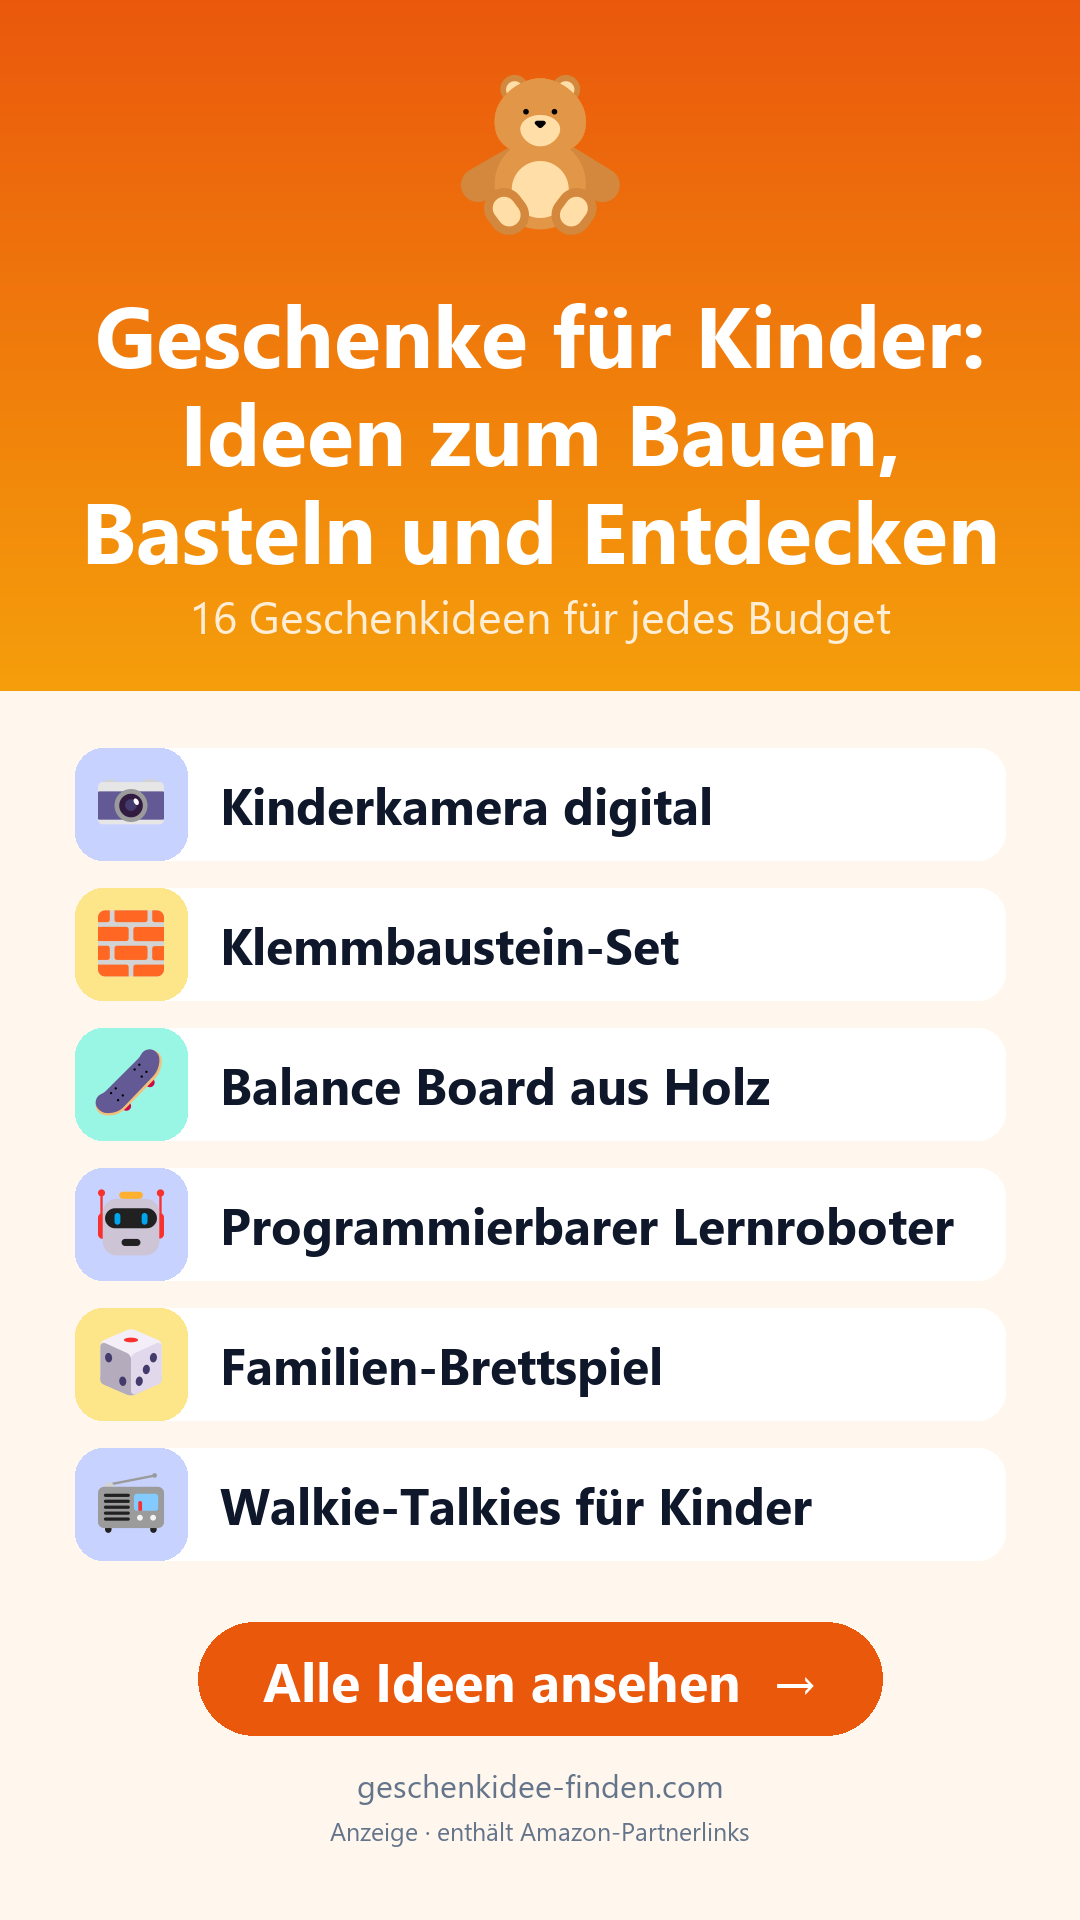 Geschenke für Kinder:
Ideen zum Bauen,
Basteln und Entdecken
16 Geschenkideen für jedes Budget
Kinderkamera digital
Klemmbaustein-Set
Balance Board aus Holz
Programmierbarer Lernroboter
Familien-Brettspiel
Walkie-Talkies für Kinder
Alle Ideen ansehen →
geschenkidee-finden.com
Anzeige · enthält Amazon-Partnerlinks